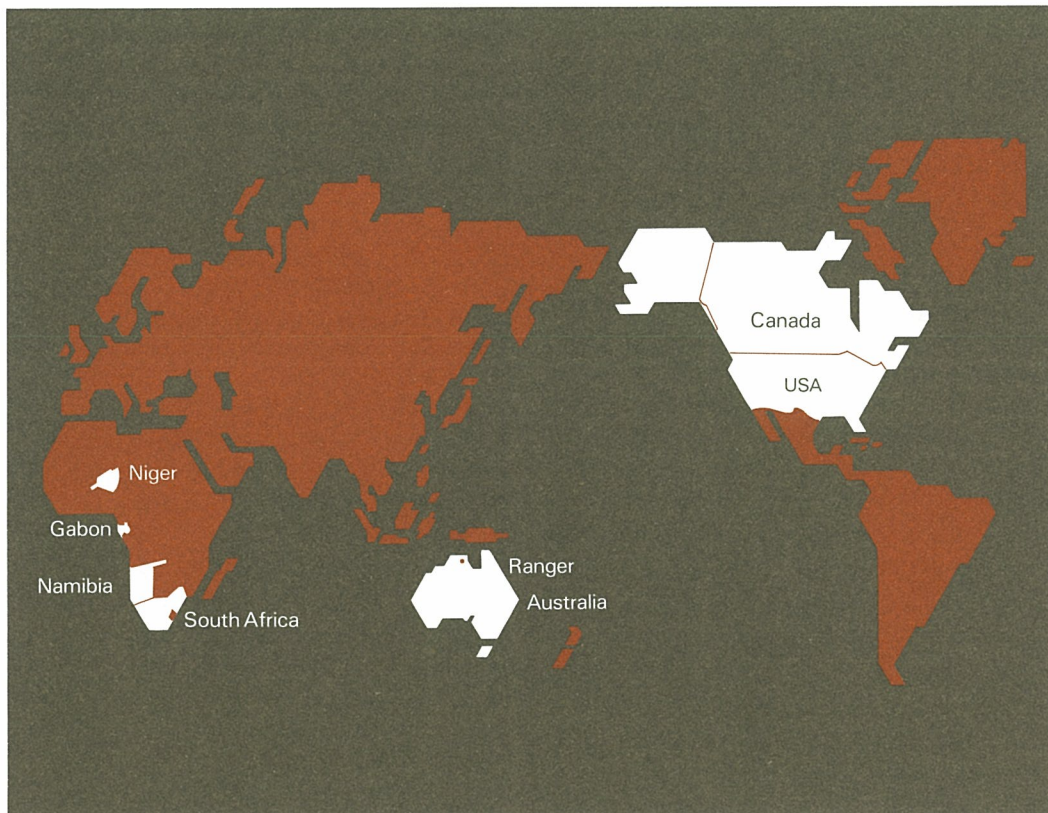 Canada
USA
Niger
Gabon
Ranger
Namibia
Australia
South Africa